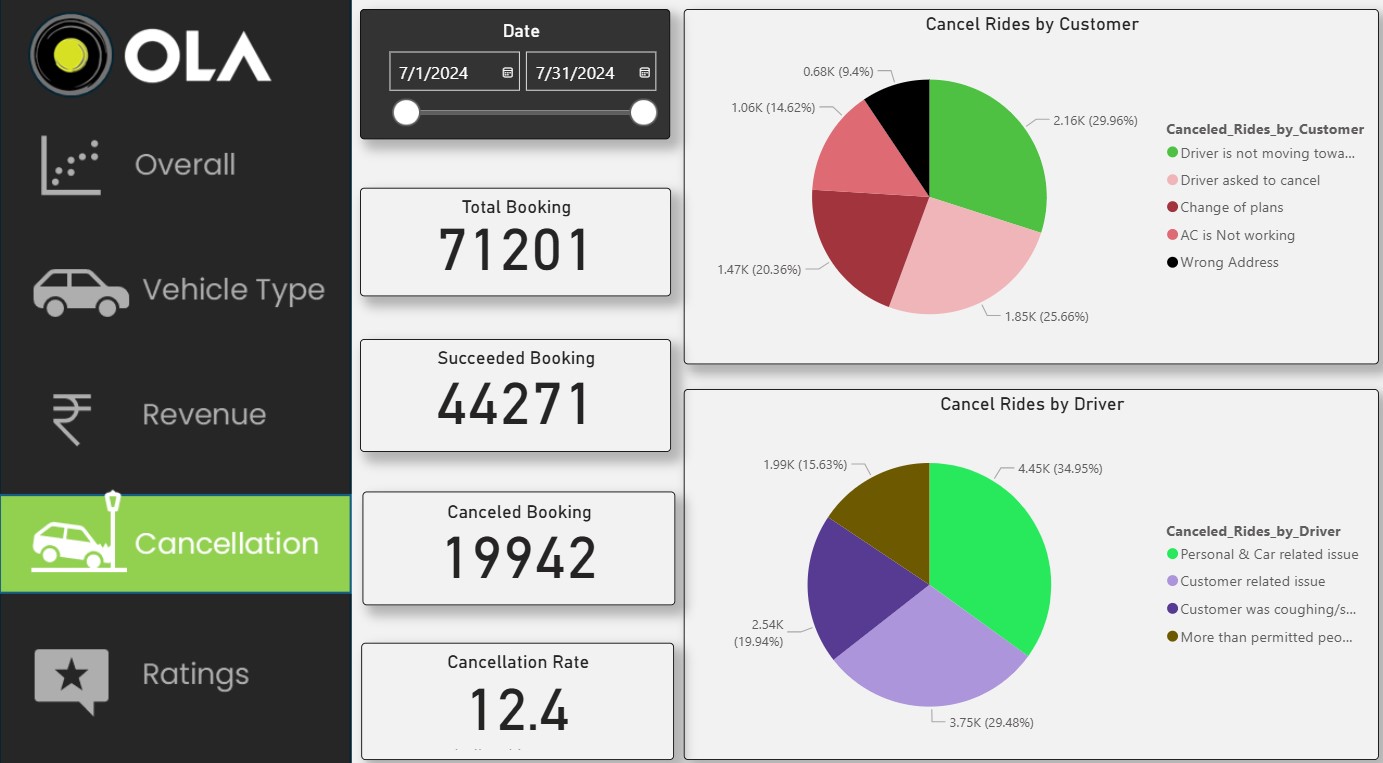 OLA
Overall
Vehicle Type
Revenue
Cancellation
Ratings
Date
7/1/2024
7/31/2024
Total Booking
71201
Succeeded Booking
44271
Canceled Booking
19942
Cancellation Rate
12.4
Cancel Rides by Customer
0.68K (9.4%)
1.06K (14.62%)
2.16K (29.96%)
1.47K (20.36%)
1.85K (25.66%)
Canceled_Rides_by_Customer
Driver is not moving towa...
Driver asked to cancel
Change of plans
AC is Not working
Wrong Address
Cancel Rides by Driver
1.99K (15.63%)
4.45K (34.95%)
2.54K
(19.94%)
3.75K (29.48%)
Canceled_Rides_by_Driver
Personal & Car related issue
Customer related issue
Customer was coughing/s...
More than permitted peo...